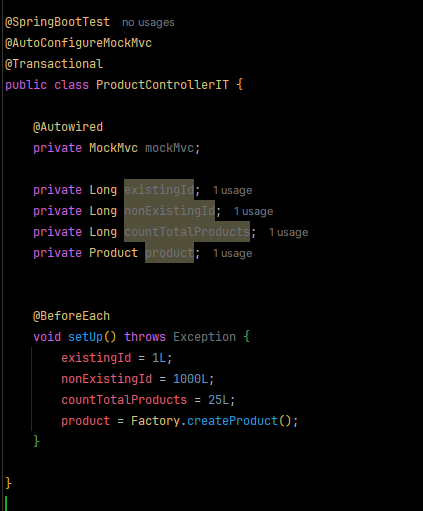 @SpringBootTest no usages
@AutoConfigureMockMvc
@Transactional
public class ProductControllerIT {
@Autowired
private MockMvc mockMvc;
private Long existingId; 1 usage
private Long nonExistingId; 1 usage
private Long countTotalProducts; 1 usage
private Product product; 1 usage
@BeforeEach
void setUp() throws Exception {
existingId = 1L;
nonExistingId = 1000L;
countTotalProducts = 25L;
product = Factory.createProduct();
}
}